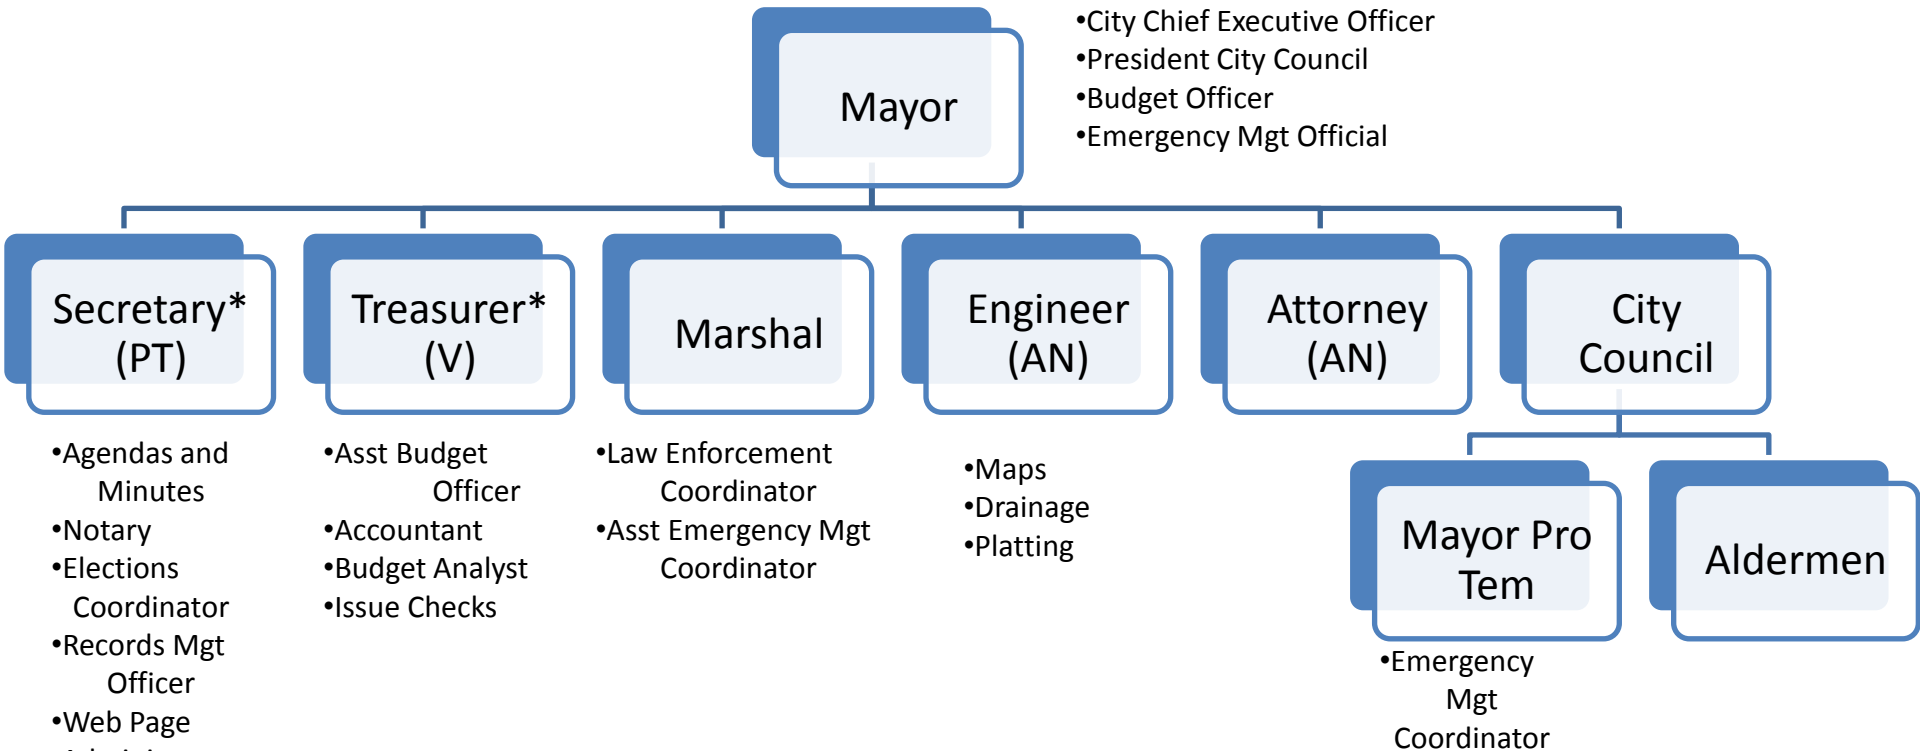 Mayor
•City Chief Executive Officer
•President City Council
•Budget Officer
•Emergency Mgt Official
Secretary*
(PT)
Treasurer*
(V)
Marshal
Engineer
(AN)
Attorney
(AN)
City
Council
•Agendas and
Minutes
•Notary
•Elections
Coordinator
•Records Mgt
Officer
•Web Page
•Asst Budget
Officer
•Accountant
•Budget Analyst
•Issue Checks
•Law Enforcement
Coordinator
•Asst Emergency Mgt
Coordinator
•Maps
•Drainage
•Platting
Mayor Pro
Tem
Aldermen
•Emergency
Mgt
Coordinator